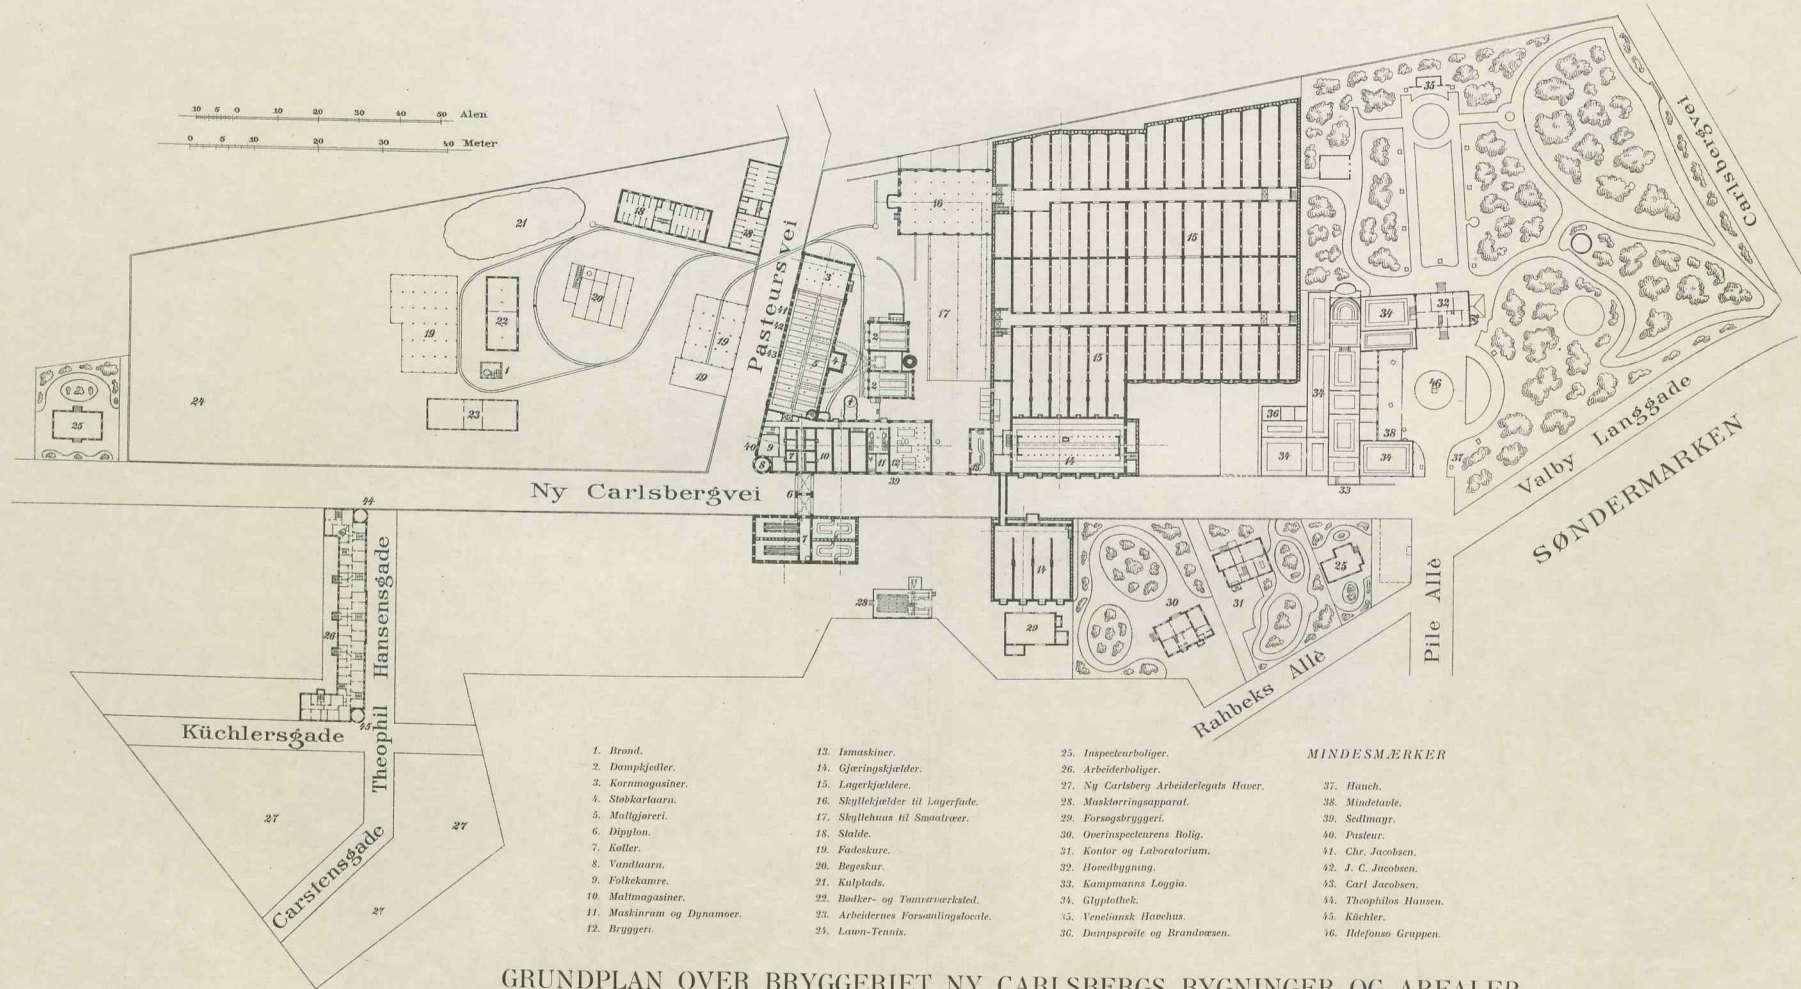 10 5 0 10 20 30 40 50 Alen
0 5 10 20 30 40 Meter
Carlsbergvei
Pasteursvei
Ny Carlsbergvei
Valby Langgade
SØNDERMARKEN
Pile Allè
Rahbeks Allè
Theophil Hansensgade
Küchlersgade
Carstensgade
1. Brønd.
2. Dampkjedler.
3. Kornmagasiner.
4. Støbkartaarn.
5. Maltgjøreri.
6. Dipylon.
7. Køller.
8. Vandtaarn.
9. Folkekamre.
10. Maltmagasiner.
11. Maskinrum og Dynamoer.
12. Bryggeri.
13. Ismaskiner.
14. Gjæringskjælder.
15. Lagerkjældere.
16. Skyllekjælder til Lagerfade.
17. Skyllehuus til Smaatræer.
18. Stalde.
19. Fadeskure.
20. Begeskur.
21. Kulplads.
22. Bødker- og Tømrerværksted.
23. Arbeidernes Forsamlingslocale.
24. Lawn-Tennis.
25. Inspecteurboliger.
26. Arbeiderboliger.
27. Ny Carlsberg Arbeiderlegats Haver.
28. Masktørringsapparat.
29. Forsøgsbryggeri.
30. Overinspecteurens Bolig.
31. Kontor og Laboratorium.
32. Hovedbygning.
33. Kampmanns Loggia.
34. Glyptothek.
35. Venetiansk Havehus.
36. Dampsprøite og Brandvæsen.
MINDESMÆRKER
37. Hauch.
38. Mindetavle.
39. Sedlmayr.
40. Pasteur.
41. Chr. Jacobsen.
42. J. C. Jacobsen.
43. Carl Jacobsen.
44. Theophilos Hansen.
45. Küchler.
46. Ildefonso Gruppen.
GRUNDPLAN OVER BRYGGERIET NY CARLSBERGS BYGNINGER OG AREALER